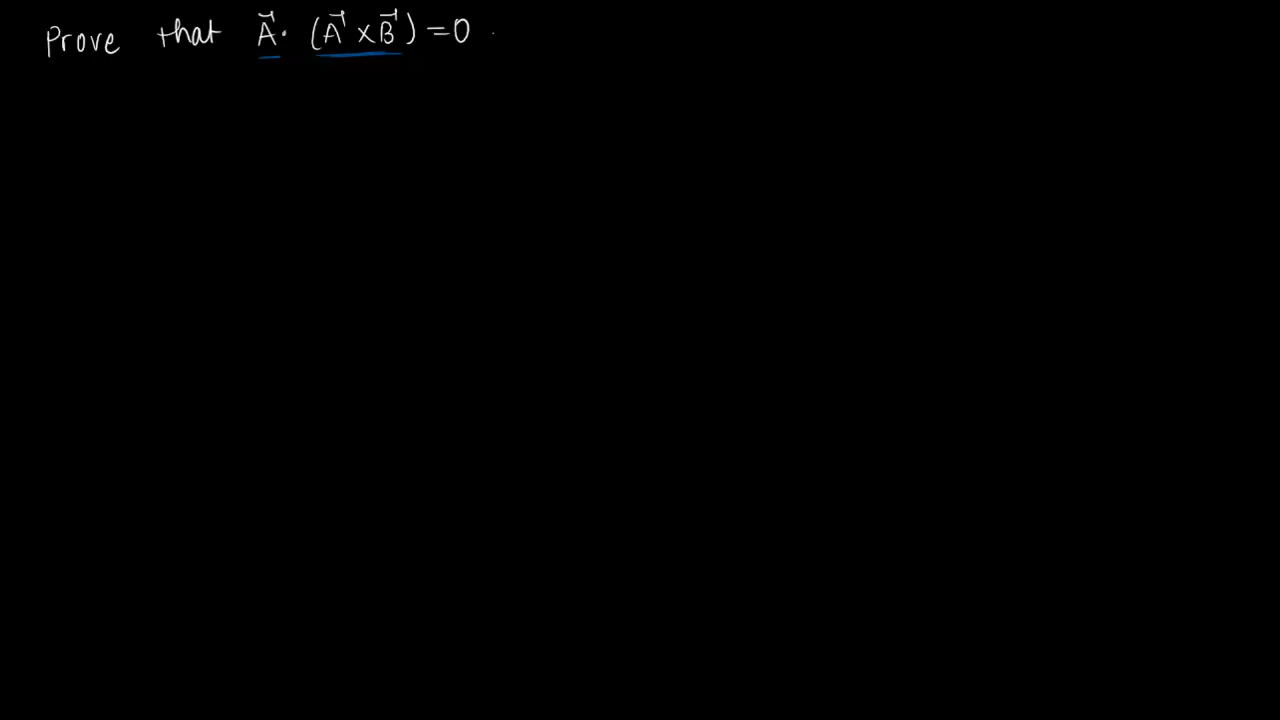 Prove that A⃗ · (A⃗ × B⃗) = 0